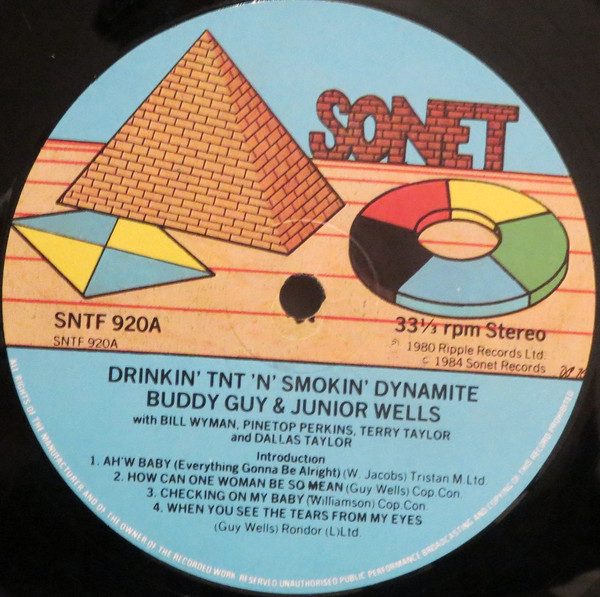 SONET
SNTF 920A
SNTF 920A
33⅓ rpm Stereo
℗ 1980 Ripple Records Ltd.
© 1984 Sonet Records
DRINKIN' TNT 'N' SMOKIN' DYNAMITE
BUDDY GUY & JUNIOR WELLS
with BILL WYMAN, PINETOP PERKINS, TERRY TAYLOR
and DALLAS TAYLOR
Introduction
1. AH'W BABY (Everything Gonna Be Alright) (W. Jacobs) Tristan M.Ltd.
2. HOW CAN ONE WOMAN BE SO MEAN (Guy Wells) Cop.Con.
3. CHECKING ON MY BABY (Williamson) Cop.Con.
4. WHEN YOU SEE THE TEARS FROM MY EYES
(Guy Wells) Rondor (L)Ltd
ALL RIGHTS OF THE MANUFACTURER AND OF THE OWNER OF THE RECORDED WORK RESERVED UNAUTHORISED PUBLIC PERFORMANCE BROADCASTING AND COPYING OF THIS RECORD PROHIBITED